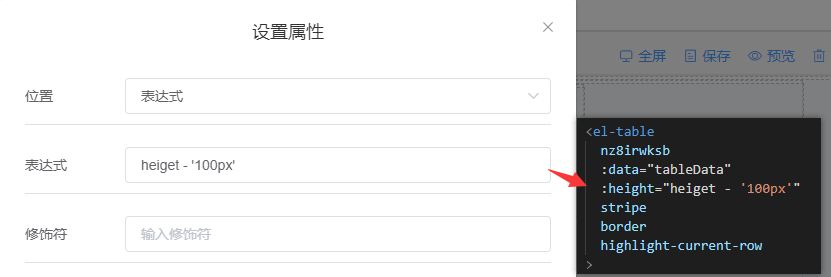 设置属性
全屏 保存 预览
位置 表达式
表达式 heiget - '100px'
修饰符 输入修饰符
<el-table
nz8irwksb
:data="tableData"
:height="heiget - '100px'"
stripe
border
highlight-current-row
>